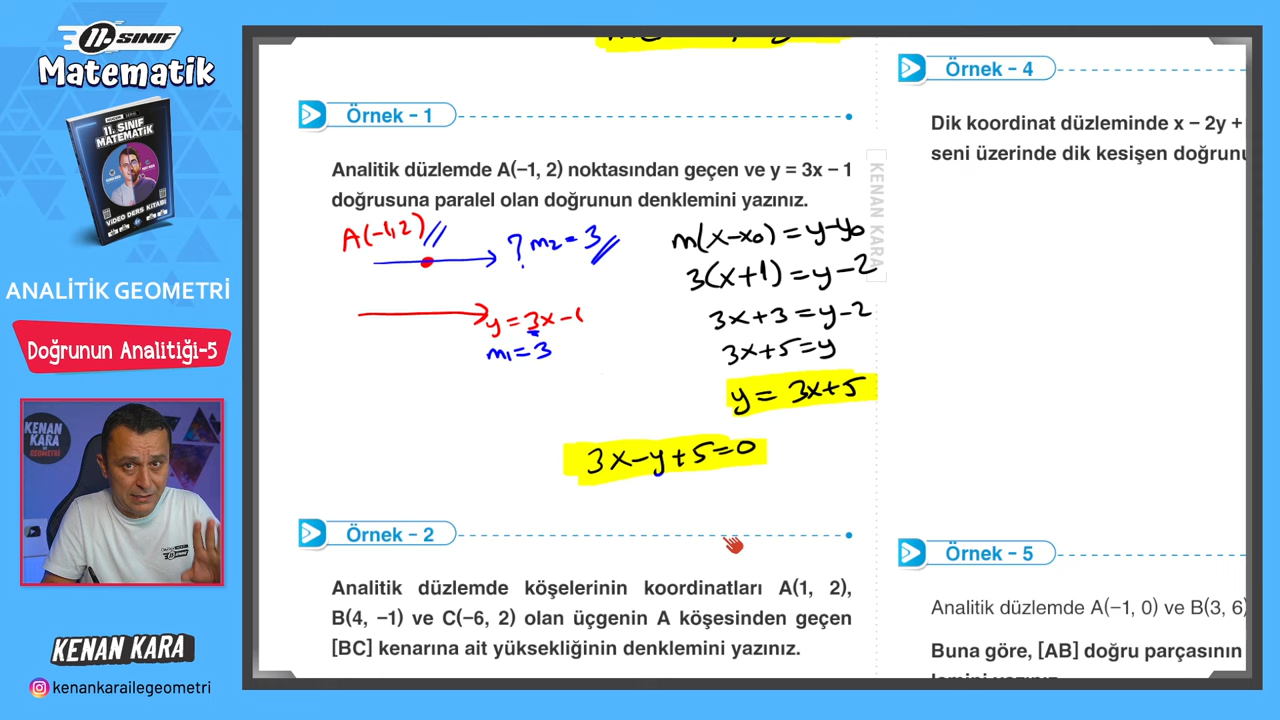 11. SINIF
Matematik
11. SINIF
MATEMATİK
VİDEO DERS KİTABI
ANALİTİK GEOMETRİ
Doğrunun Analitiği-5
KENAN
KARA
GEOMETRİ
KENAN KARA
kenankarailegeometri
Örnek - 1
Analitik düzlemde A(–1, 2) noktasından geçen ve y = 3x – 1
doğrusuna paralel olan doğrunun denklemini yazınız.
A(-1,2)
? m2 = 3
y = 3x-1
m1 = 3
m(x-x0) = y-y0
3(x+1) = y-2
3x+3 = y-2
3x+5 = y
y = 3x+5
3x-y+5=0
KENAN KARA
Örnek - 2
Analitik düzlemde köşelerinin koordinatları A(1, 2),
B(4, –1) ve C(–6, 2) olan üçgenin A köşesinden geçen
[BC] kenarına ait yüksekliğinin denklemini yazınız.
Örnek - 4
Dik koordinat düzleminde x – 2y +
seni üzerinde dik kesişen doğrunu
Örnek - 5
Analitik düzlemde A(–1, 0) ve B(3, 6)
Buna göre, [AB] doğru parçasının